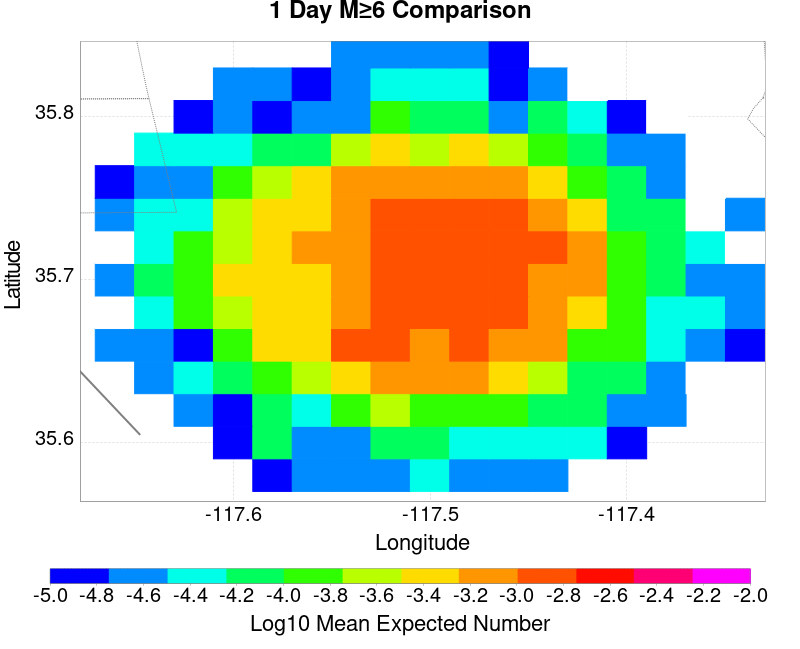 1 Day M≥6 Comparison
35.8
35.7
35.6
Latitude
-117.6 -117.5 -117.4
Longitude
-5.0 -4.8 -4.6 -4.4 -4.2 -4.0 -3.8 -3.6 -3.4 -3.2 -3.0 -2.8 -2.6 -2.4 -2.2 -2.0
Log10 Mean Expected Number